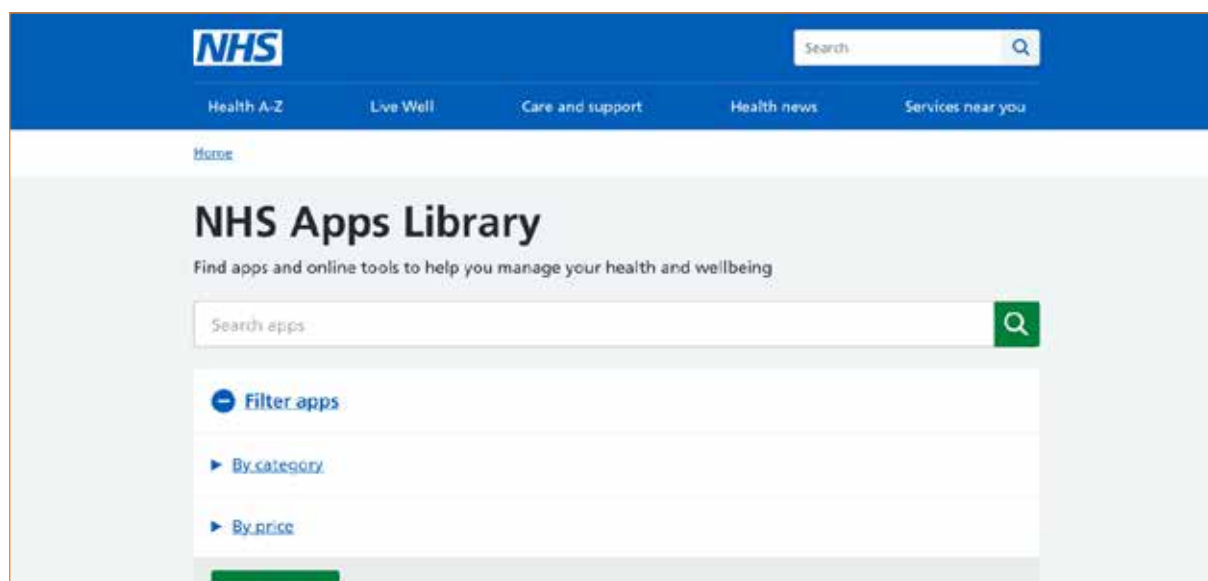 NHS
Search
Health A-Z Live Well Care and support Health news Services near you
Home
NHS Apps Library
Find apps and online tools to help you manage your health and wellbeing
Search apps
Filter apps
By category
By price